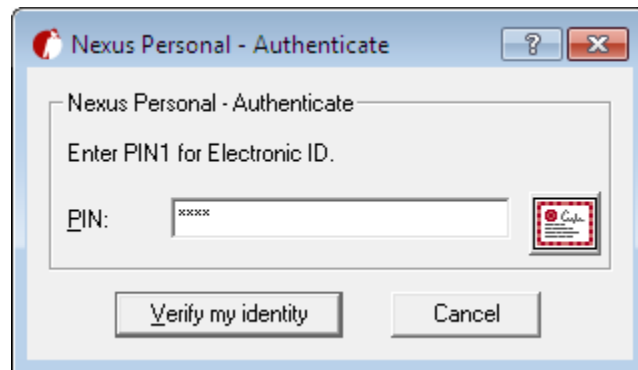 Nexus Personal - Authenticate
Nexus Personal - Authenticate
Enter PIN1 for Electronic ID.
PIN: ****
Verify my identity Cancel